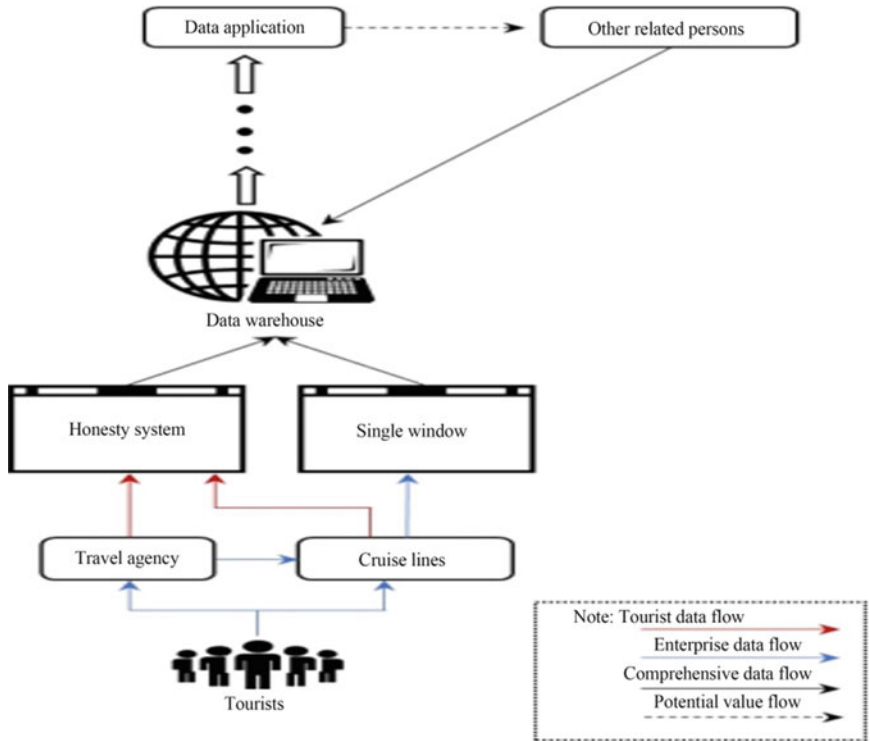 Data application
Other related persons
Data warehouse
Honesty system
Single window
Travel agency
Cruise lines
Tourists
Note: Tourist data flow
Enterprise data flow
Comprehensive data flow
Potential value flow